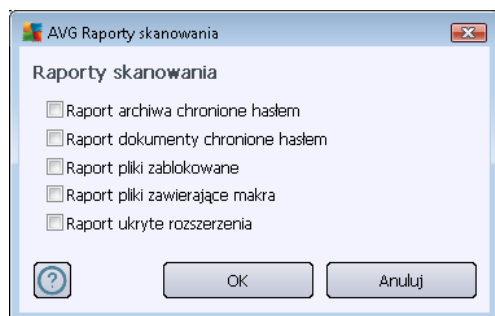 AVG Raporty skanowania
Raporty skanowania
Raport archiwa chronione hasłem
Raport dokumenty chronione hasłem
Raport pliki zablokowane
Raport pliki zawierające makra
Raport ukryte rozszerzenia
? OK Anuluj